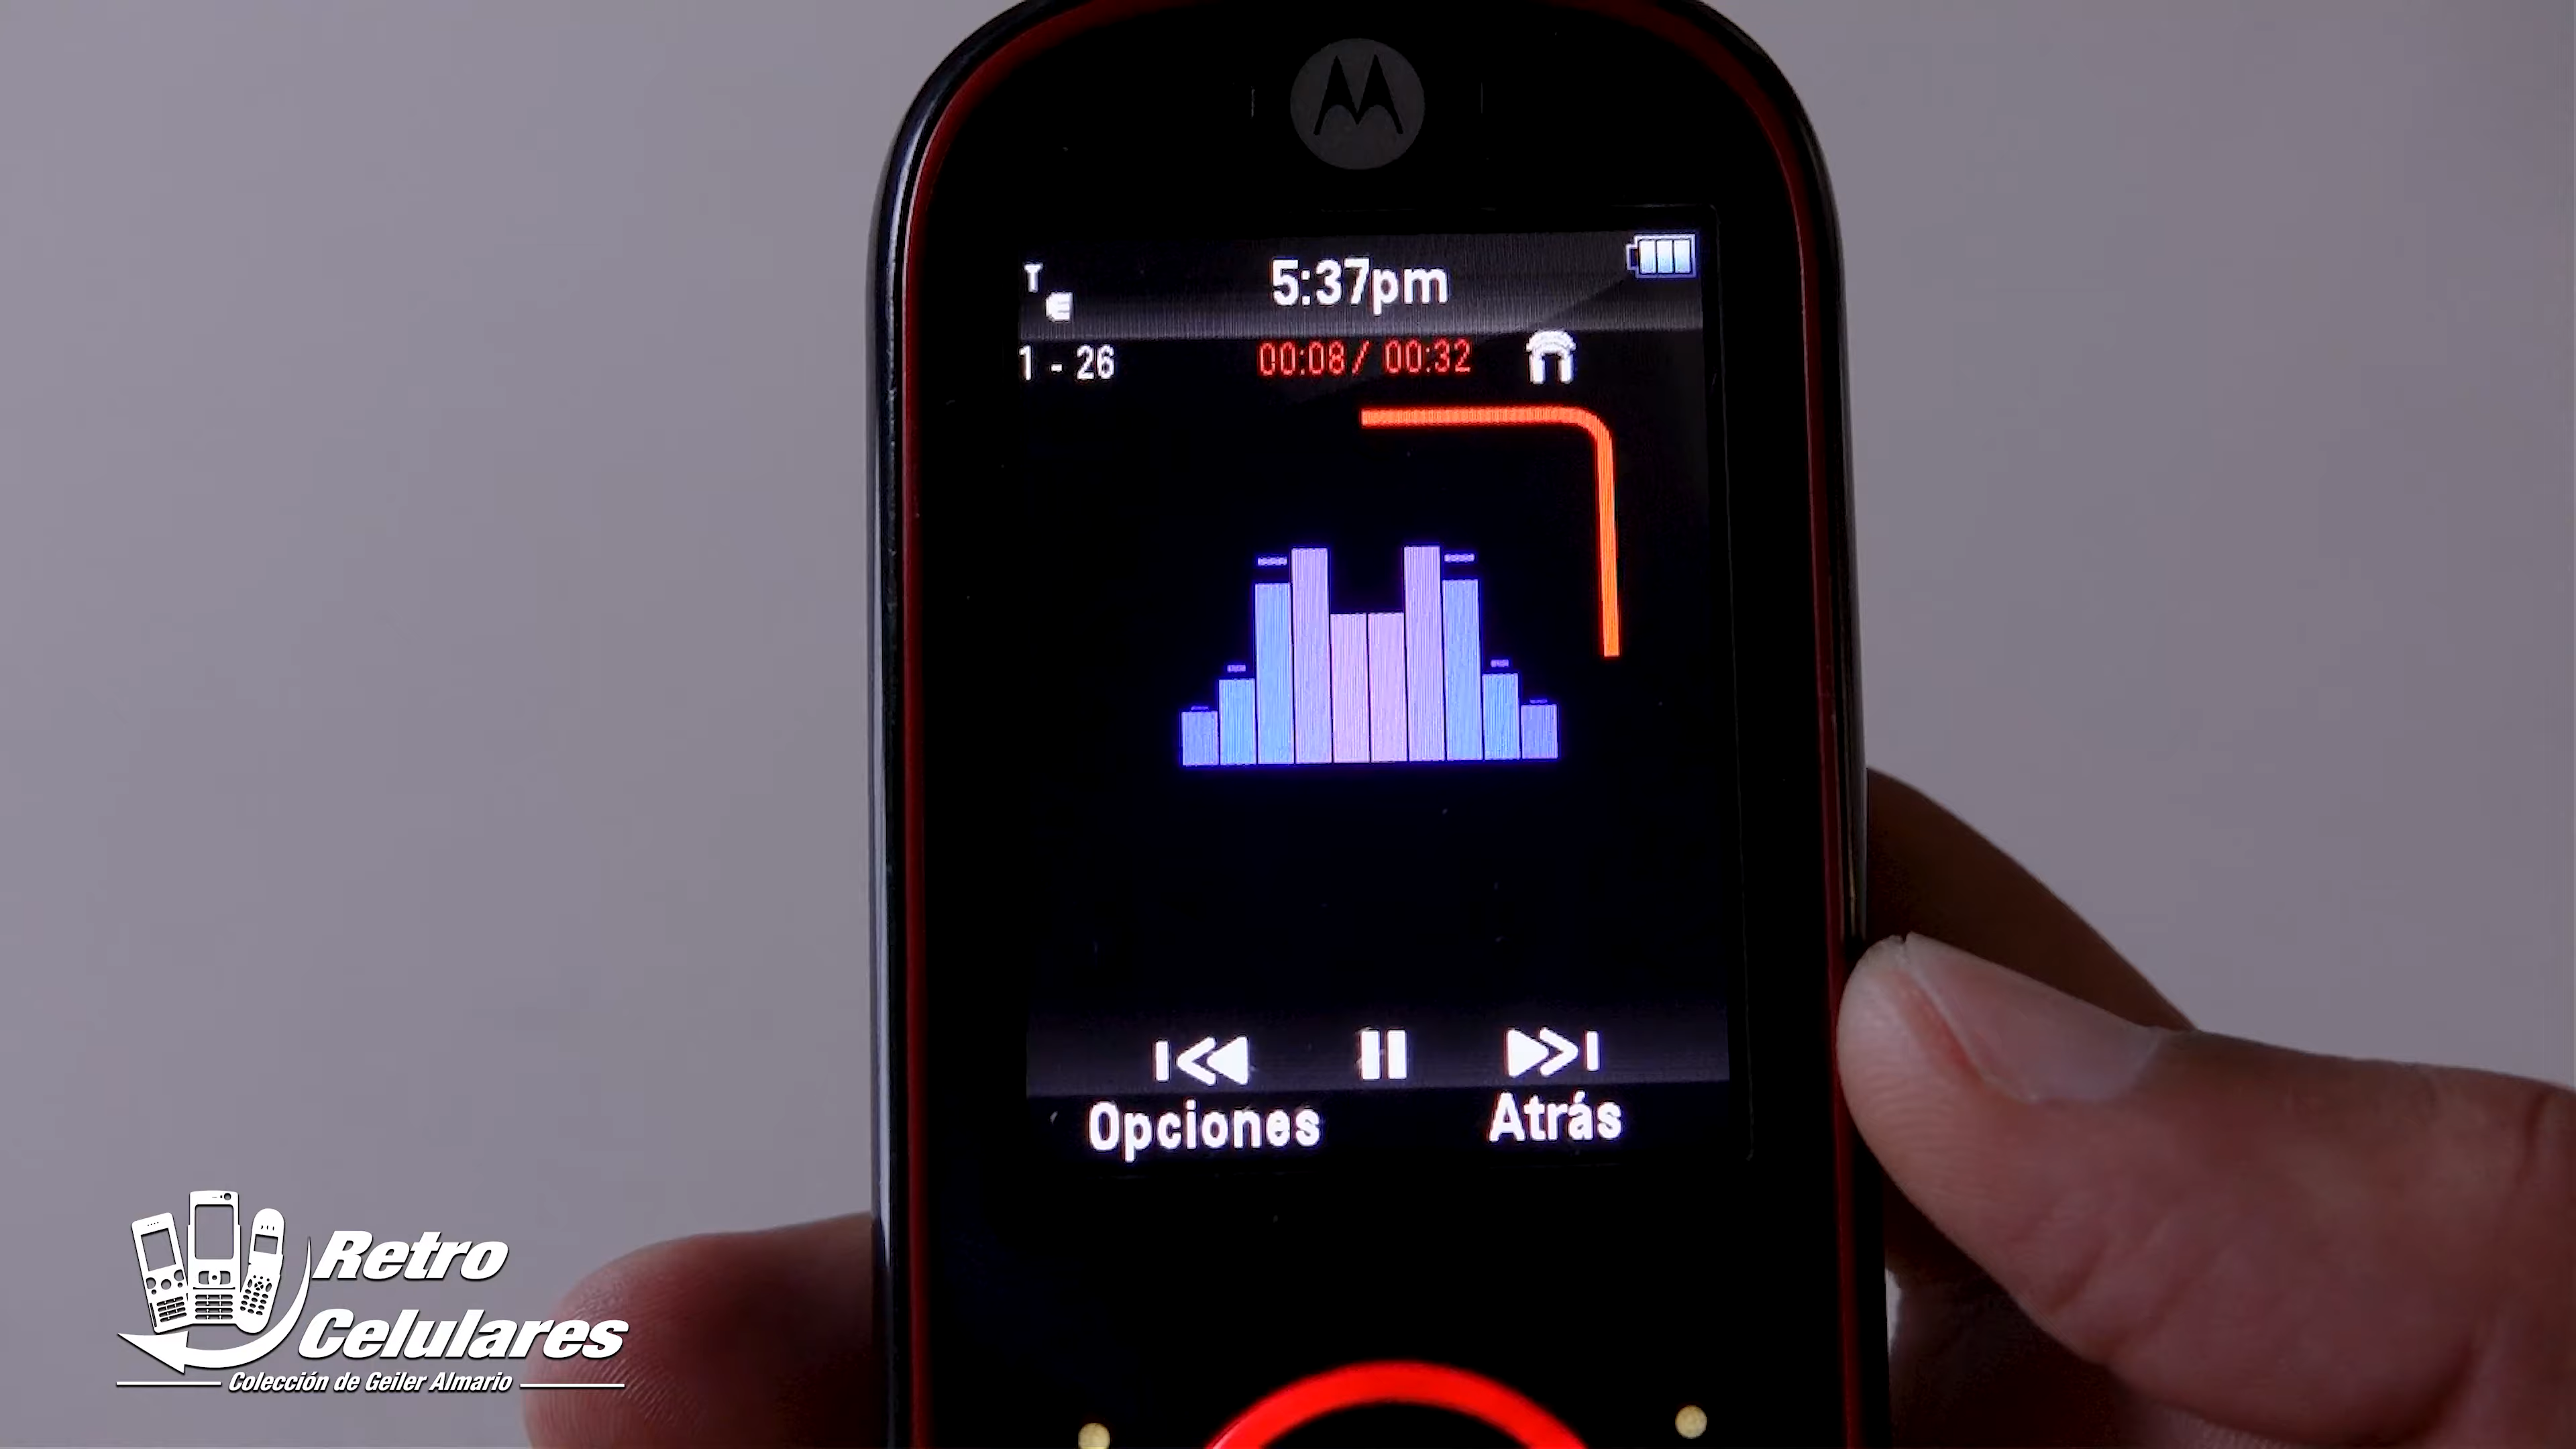 5:37pm
1 - 26 00:08/ 00:32
Opciones Atrás
Retro
Celulares
Colección de Geiler Almario